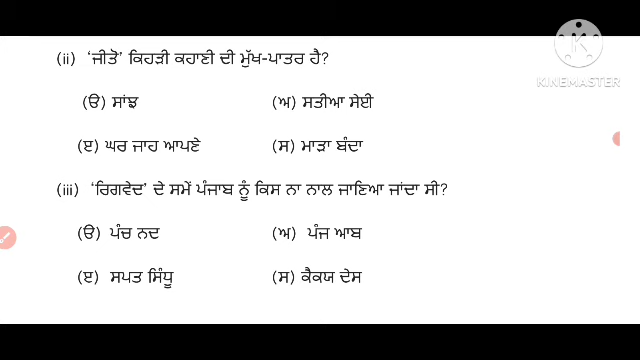 KINEMASTER
(ii) 'ਜੀਤੋ' ਕਿਹੜੀ ਕਹਾਣੀ ਦੀ ਮੁੱਖ-ਪਾਤਰ ਹੈ?
(ੳ) ਸਾਂਝ (ਅ) ਸਤੀਆ ਸੇਈ
(ੲ) ਘਰ ਜਾਹ ਆਪਣੇ (ਸ) ਮਾੜਾ ਬੰਦਾ
(iii) 'ਰਿਗਵੇਦ' ਦੇ ਸਮੇਂ ਪੰਜਾਬ ਨੂੰ ਕਿਸ ਨਾ ਨਾਲ ਜਾਣਿਆ ਜਾਂਦਾ ਸੀ?
(ੳ) ਪੰਚ ਨਦ (ਅ) ਪੰਜ ਆਬ
(ੲ) ਸਪਤ ਸਿੰਧੂ (ਸ) ਕੈਕਯ ਦੇਸ